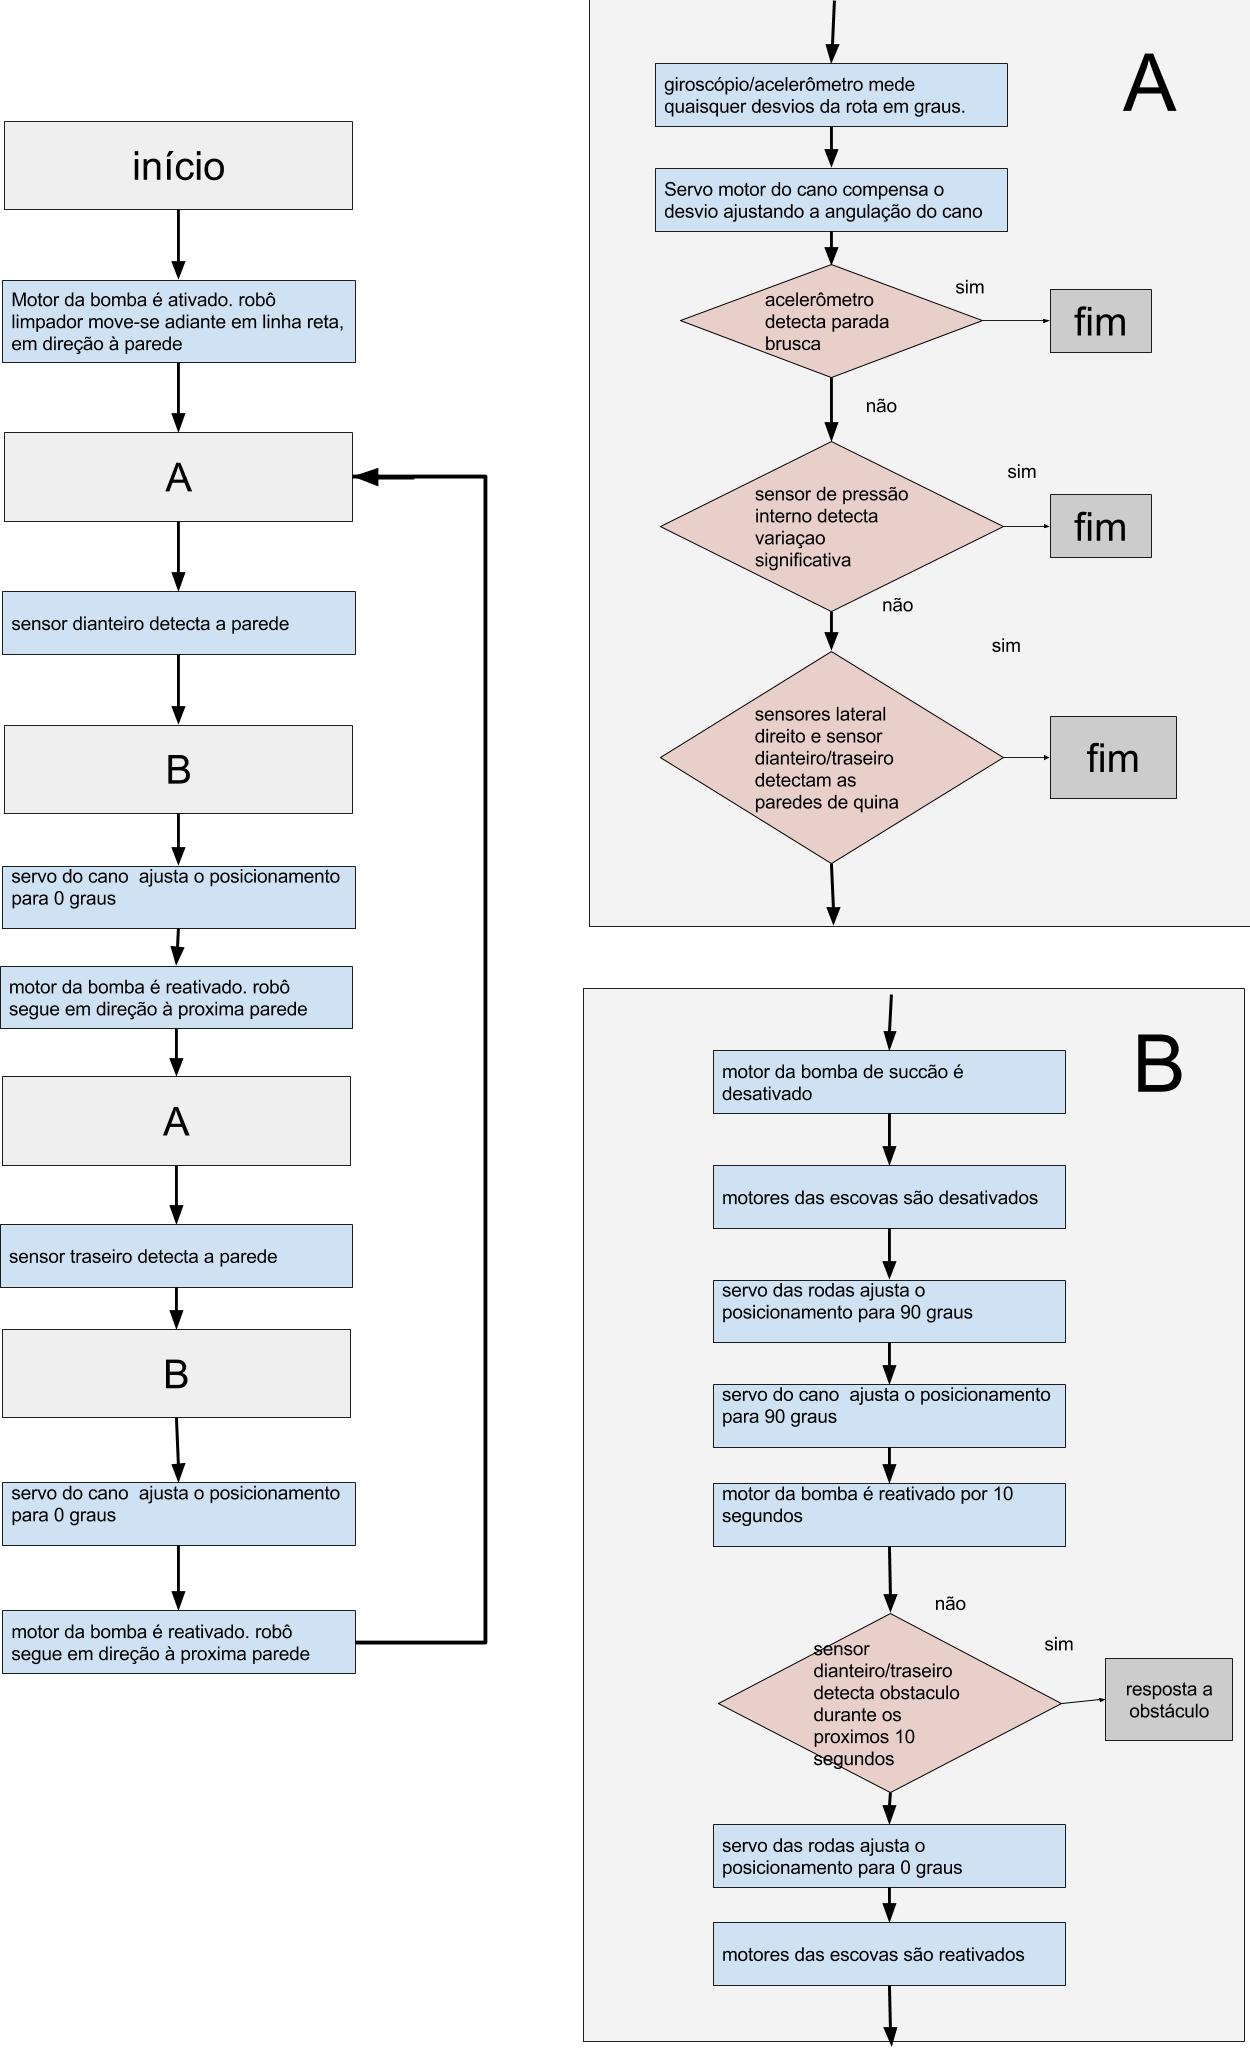 início
Motor da bomba é ativado. robô
limpador move-se adiante em linha reta,
em direção à parede
A
sensor dianteiro detecta a parede
B
servo do cano  ajusta o posicionamento
para 0 graus
motor da bomba é reativado. robô
segue em direção à proxima parede
A
sensor traseiro detecta a parede
B
servo do cano  ajusta o posicionamento
para 0 graus
motor da bomba é reativado. robô
segue em direção à proxima parede
A
giroscópio/acelerômetro mede
quaisquer desvios da rota em graus.
Servo motor do cano compensa o
desvio ajustando a angulação do cano
acelerômetro
detecta parada
brusca
sim
fim
não
sensor de pressão
interno detecta
variaçao
significativa
sim
fim
não
sensores lateral
direito e sensor
dianteiro/traseiro
detectam as
paredes de quina
sim
fim
B
motor da bomba de succão é
desativado
motores das escovas são desativados
servo das rodas ajusta o
posicionamento para 90 graus
servo do cano  ajusta o posicionamento
para 90 graus
motor da bomba é reativado por 10
segundos
não
sensor
dianteiro/traseiro
detecta obstaculo
durante os
proximos 10
segundos
sim
resposta a
obstáculo
servo das rodas ajusta o
posicionamento para 0 graus
motores das escovas são reativados